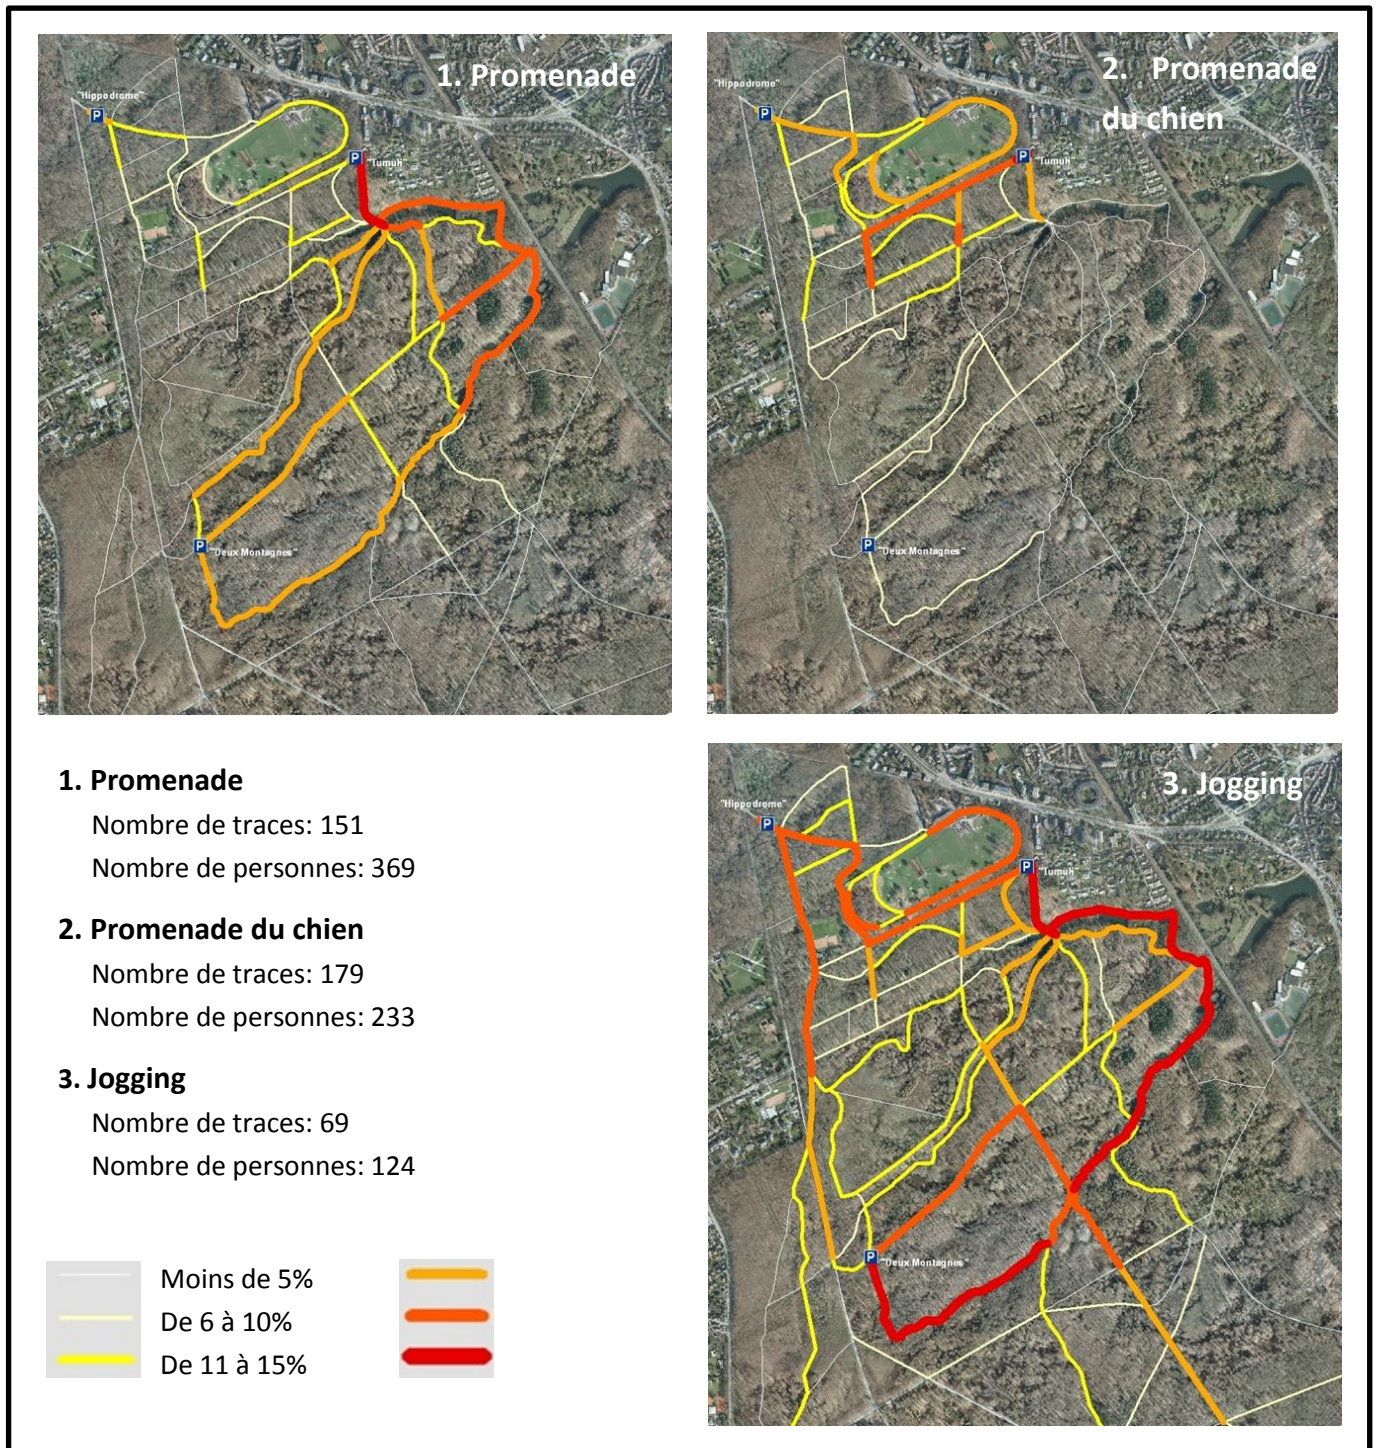 1. Promenade
"Hippodrome"
P
P
"Tumuli"
P
"Deux Montagnes"
2. Promenade
du chien
"Hippodrome"
P
P
"Tumuli"
P
"Deux Montagnes"
1. Promenade
Nombre de traces: 151
Nombre de personnes: 369
2. Promenade du chien
Nombre de traces: 179
Nombre de personnes: 233
3. Jogging
Nombre de traces: 69
Nombre de personnes: 124
Moins de 5%
De 6 à 10%
De 11 à 15%
3. Jogging
"Hippodrome"
P
P
"Tumuli"
P
"Deux Montagnes"